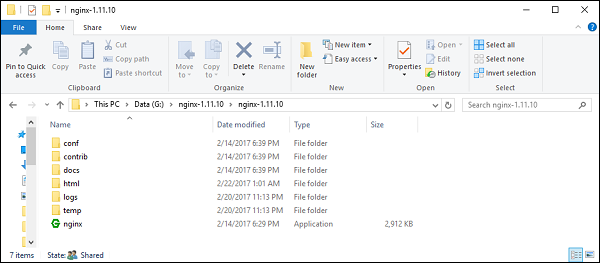 nginx-1.11.10
File Home Share View
Pin to Quick access
Copy
Paste
Cut
Copy path
Paste shortcut
Clipboard
Move to
Copy to
Delete
Rename
Organize
New folder
New item
Easy access
New
Properties
Open
Edit
History
Open
Select all
Select none
Invert selection
Select
This PC Data (G:) nginx-1.11.10 nginx-1.11.10
Search nginx-1.11.10
Name Date modified Type Size
conf 2/14/2017 6:39 PM File folder
contrib 2/14/2017 6:39 PM File folder
docs 2/14/2017 6:39 PM File folder
html 2/22/2017 1:01 AM File folder
logs 2/20/2017 11:13 PM File folder
temp 2/20/2017 11:13 PM File folder
nginx 2/14/2017 6:29 PM Application 2,912 KB
7 items State: Shared